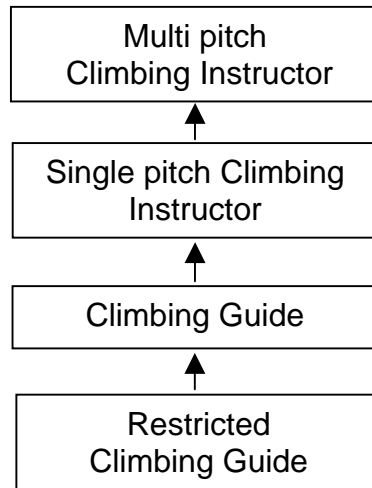 Multi pitch
Climbing Instructor
Single pitch Climbing
Instructor
Climbing Guide
Restricted
Climbing Guide